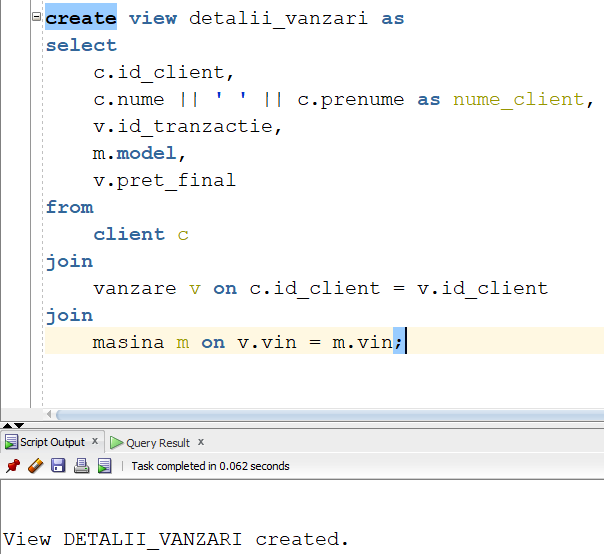 create view detalii_vanzari as
select
c.id_client,
c.nume || ' ' || c.prenume as nume_client,
v.id_tranzactie,
m.model,
v.pret_final
from
client c
join
vanzare v on c.id_client = v.id_client
join
masina m on v.vin = m.vin;
Script Output x Query Result x
Task completed in 0.062 seconds
View DETALII_VANZARI created.